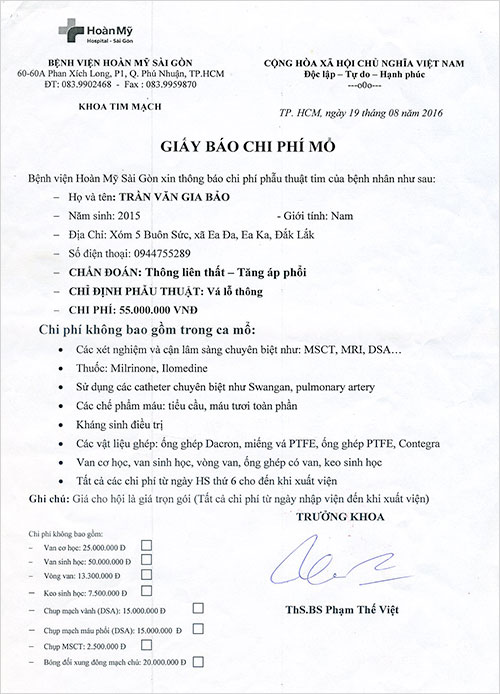 Hoàn Mỹ
Hospital - Sài Gòn
BỆNH VIỆN HOÀN MỸ SÀI GÒN
60-60A Phan Xích Long, P1, Q. Phú Nhuận, TP.HCM
ĐT: 083.9902468 - Fax : 083.9959870
KHOA TIM MẠCH
CỘNG HÒA XÃ HỘI CHỦ NGHĨA VIỆT NAM
Độc lập – Tự do – Hạnh phúc
---o0o---
TP. HCM, ngày 19 tháng 08 năm 2016
GIẤY BÁO CHI PHÍ MỔ
Bệnh viện Hoàn Mỹ Sài Gòn xin thông báo chi phí phẫu thuật tim của bệnh nhân như sau:
– Họ và tên: TRẦN VĂN GIA BẢO
– Năm sinh: 2015 - Giới tính: Nam
– Địa Chỉ: Xóm 5 Buôn Sức, xã Ea Đa, Ea Ka, Đắk Lắk
– Số điện thoại: 0944755289
– CHẨN ĐOÁN: Thông liên thất – Tăng áp phổi
– CHỈ ĐỊNH PHẪU THUẬT: Vá lỗ thông
– CHI PHÍ: 55.000.000 VNĐ
Chi phí không bao gồm trong ca mổ:
• Các xét nghiệm và cận lâm sàng chuyên biệt như: MSCT, MRI, DSA…
• Thuốc: Milrinone, Ilomedine
• Sử dụng các catheter chuyên biệt như Swangan, pulmonary artery
• Các chế phẩm máu: tiểu cầu, máu tươi toàn phần
• Kháng sinh điều trị
• Các vật liệu ghép: ống ghép Dacron, miếng vá PTFE, ống ghép PTFE, Contegra
• Van cơ học, van sinh học, vòng van, ống ghép có van, keo sinh học
• Tất cả các chi phí từ ngày HS thứ 6 cho đến khi xuất viện
Ghi chú: Giá cho hội là giá trọn gói (Tất cả chi phí từ ngày nhập viện đến khi xuất viện)
TRƯỞNG KHOA
ThS.BS Phạm Thế Việt
Chi phí không bao gồm:
– Van cơ học: 25.000.000 Đ
– Van sinh học: 50.000.000 Đ
– Vòng van: 13.300.000 Đ
– Keo sinh học: 7.500.000 Đ
– Chụp mạch vành (DSA): 15.000.000 Đ
– Chụp mạch máu phổi (DSA): 15.000.000 Đ
– Chụp MSCT: 2.500.000 Đ
– Bóng đối xung động mạch chủ: 20.000.000 Đ